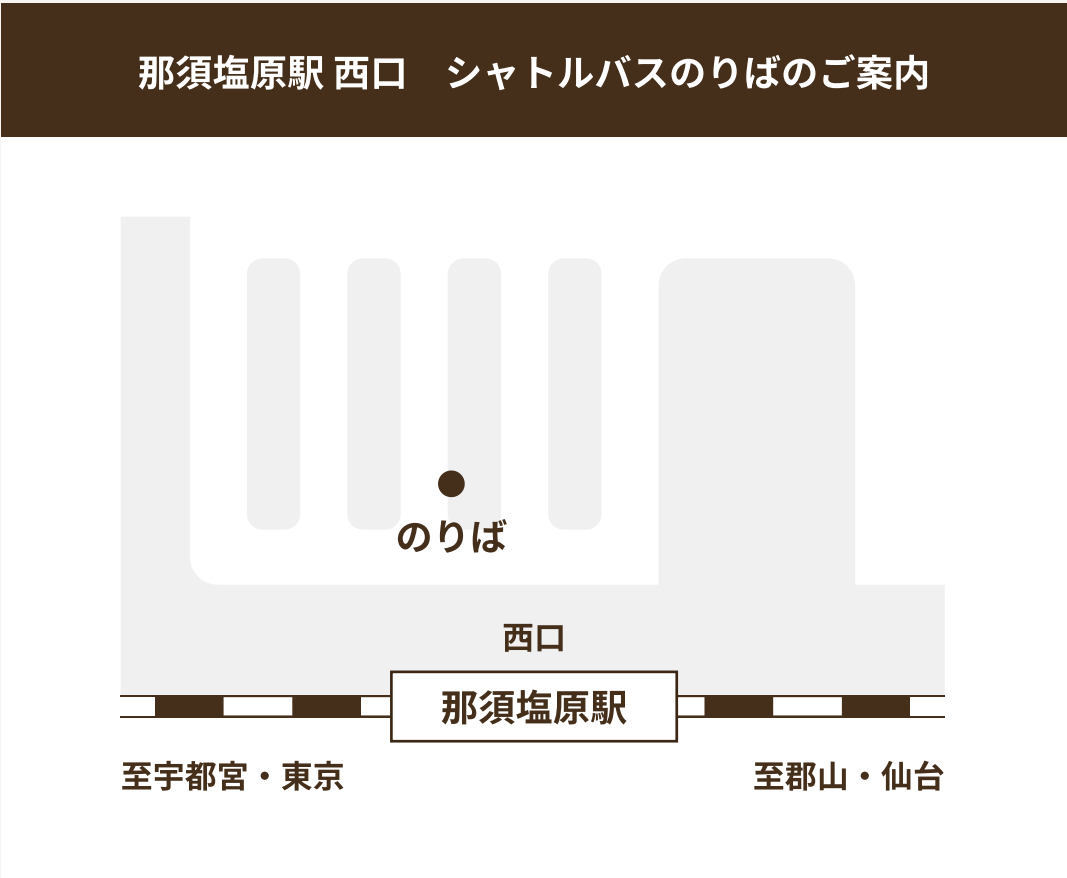 那須塩原駅 西口　シャトルバスのりばのご案内
のりば
西口
那須塩原駅
至宇都宮・東京
至郡山・仙台